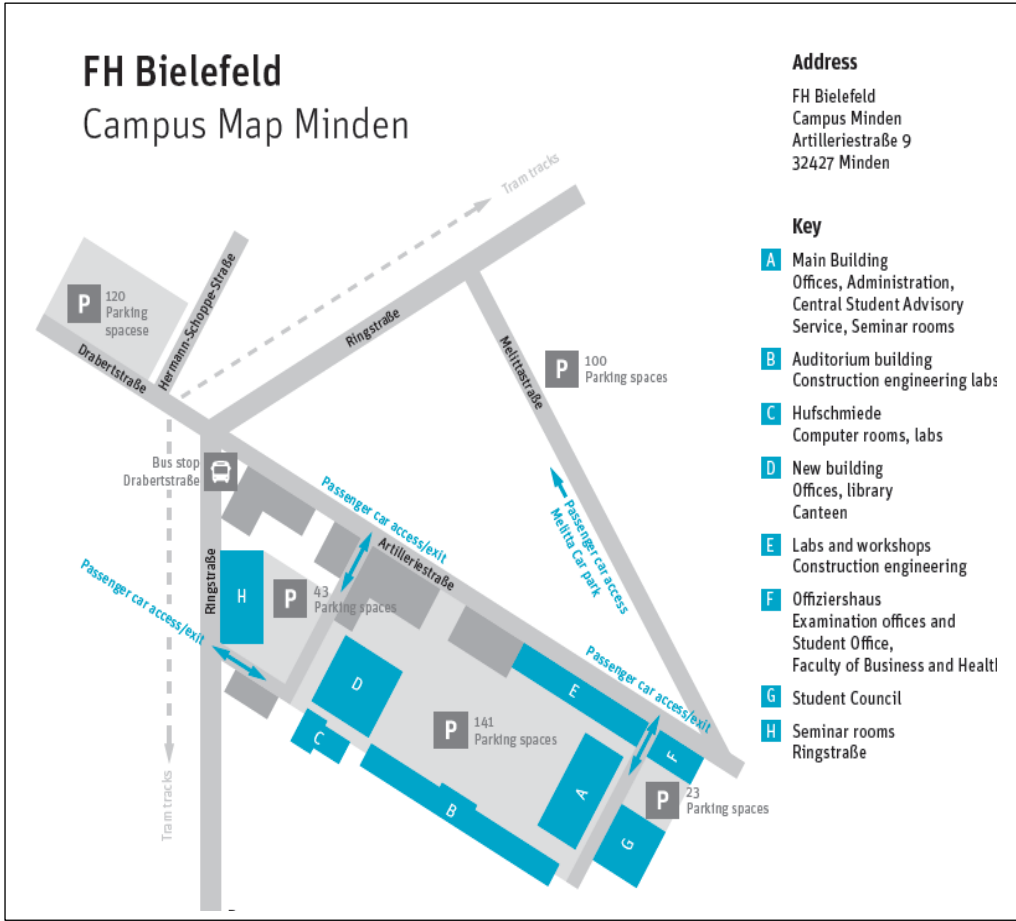 FH Bielefeld
Campus Map Minden
Address
FH Bielefeld
Campus Minden
Artilleriestraße 9
32427 Minden
Key
A Main Building
Offices, Administration,
Central Student Advisory
Service, Seminar rooms
B Auditorium building
Construction engineering labs
C Hufschmiede
Computer rooms, labs
D New building
Offices, library
Canteen
E Labs and workshops
Construction engineering
F Offiziershaus
Examination offices and
Student Office,
Faculty of Business and Healtl
G Student Council
H Seminar rooms
Ringstraße
Tram tracks
P 120
Parking
spacese
Hermann-Schoppe-Straße
Drabertstraße
Ringstraße
Melittastraße
P 100
Parking spaces
Bus stop
Drabertstraße
Passenger car access/exit
Artilleriestraße
Passenger car access
Melitta Car park
Ringstraße
H
P 43
Parking spaces
Passenger car access/exit
Passenger car access/exit
D
E
P 141
Parking spaces
C
F
A
P 23
Parking spaces
B
G
Tram tracks